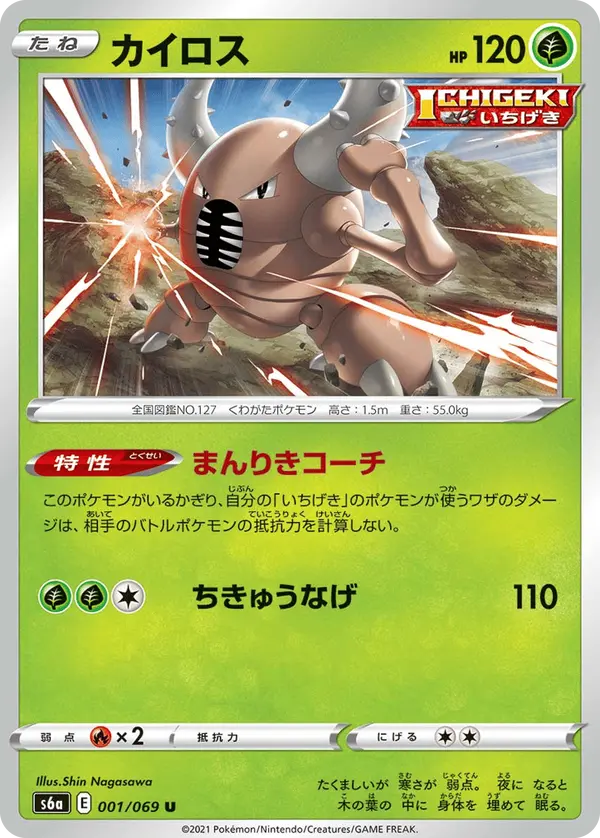 たね カイロス HP 120
ICHIGEKI
いちげき
全国図鑑NO.127 くわがたポケモン 高さ:1.5m 重さ:55.0kg
特性 とくせい まんりきコーチ
このポケモンがいるかぎり、自分の「いちげき」のポケモンが使うワザのダメ
ージは、相手のバトルポケモンの抵抗力を計算しない。
ちきゅうなげ 110
弱点 ×2 抵抗力 にげる
Illus.Shin Nagasawa
s6a E 001/069 U
たくましいが 寒さが 弱点。 夜に なると
木の葉の 中に 身体を 埋めて 眠る。
©2021 Pokémon/Nintendo/Creatures/GAME FREAK.